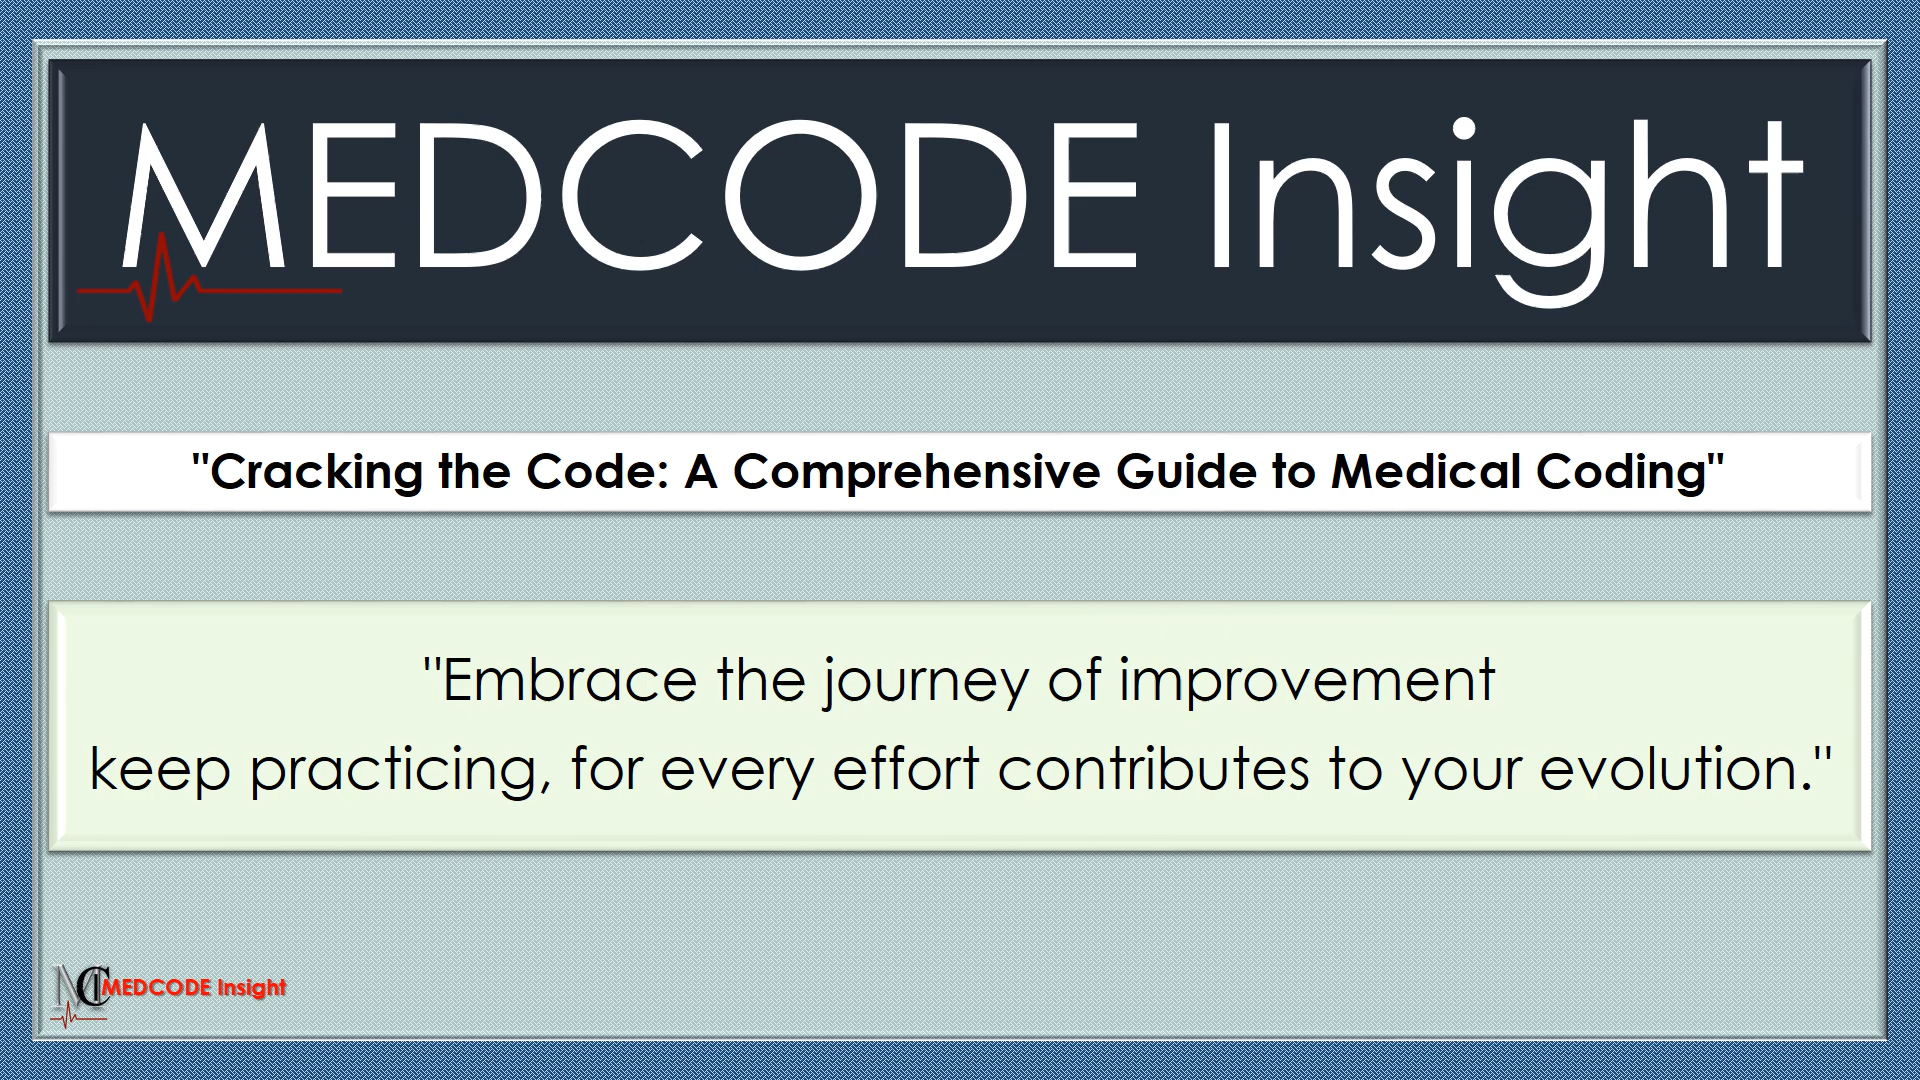 MEDCODE Insight
"Cracking the Code: A Comprehensive Guide to Medical Coding"
"Embrace the journey of improvement
keep practicing, for every effort contributes to your evolution."
MC MEDCODE Insight